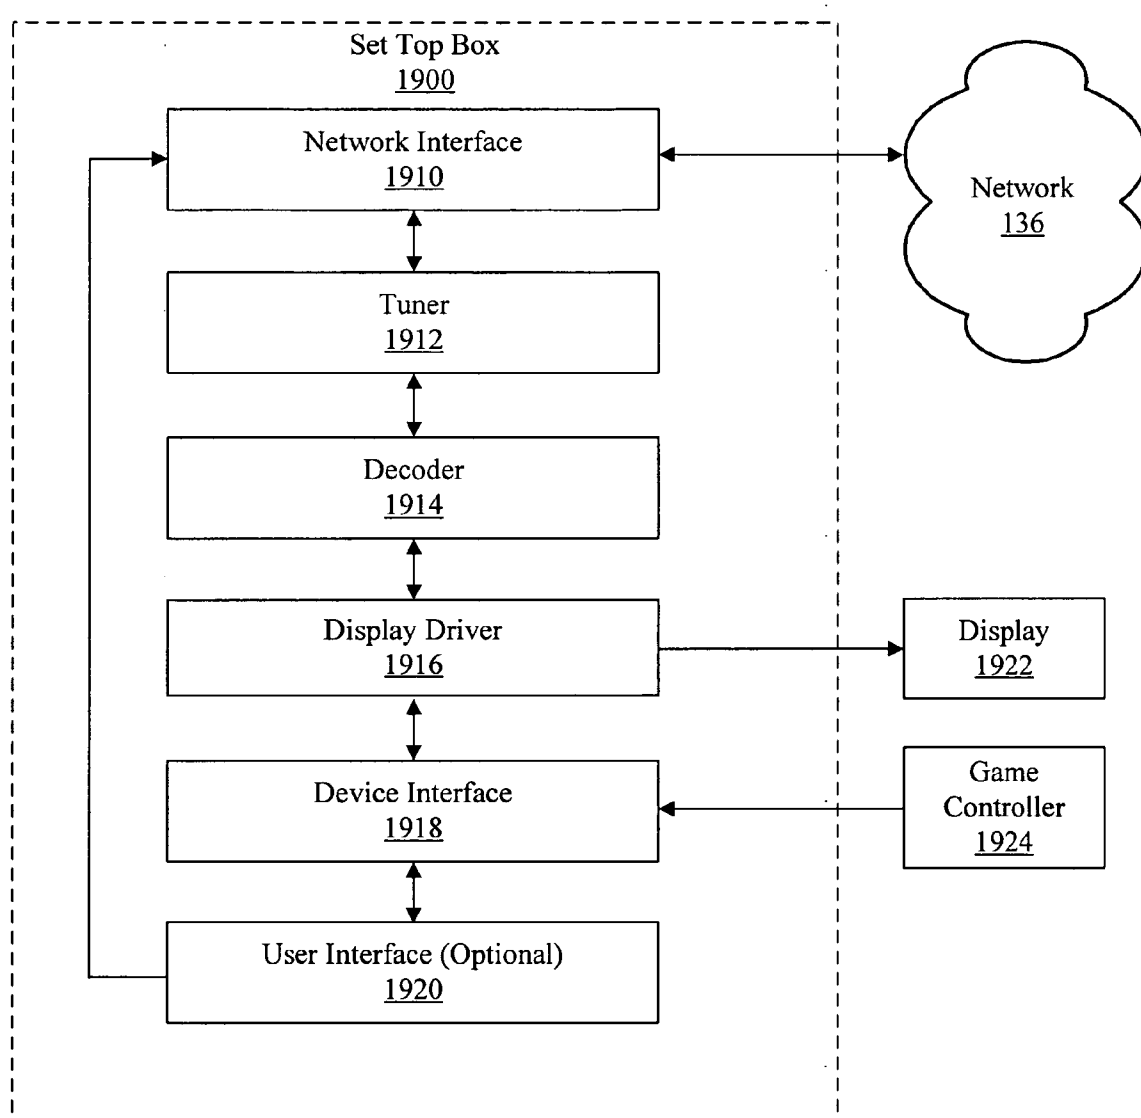 Set Top Box
1900
Network Interface
1910
Network
136
Tuner
1912
Decoder
1914
Display Driver
1916
Display
1922
Device Interface
1918
Game
Controller
1924
User Interface (Optional)
1920